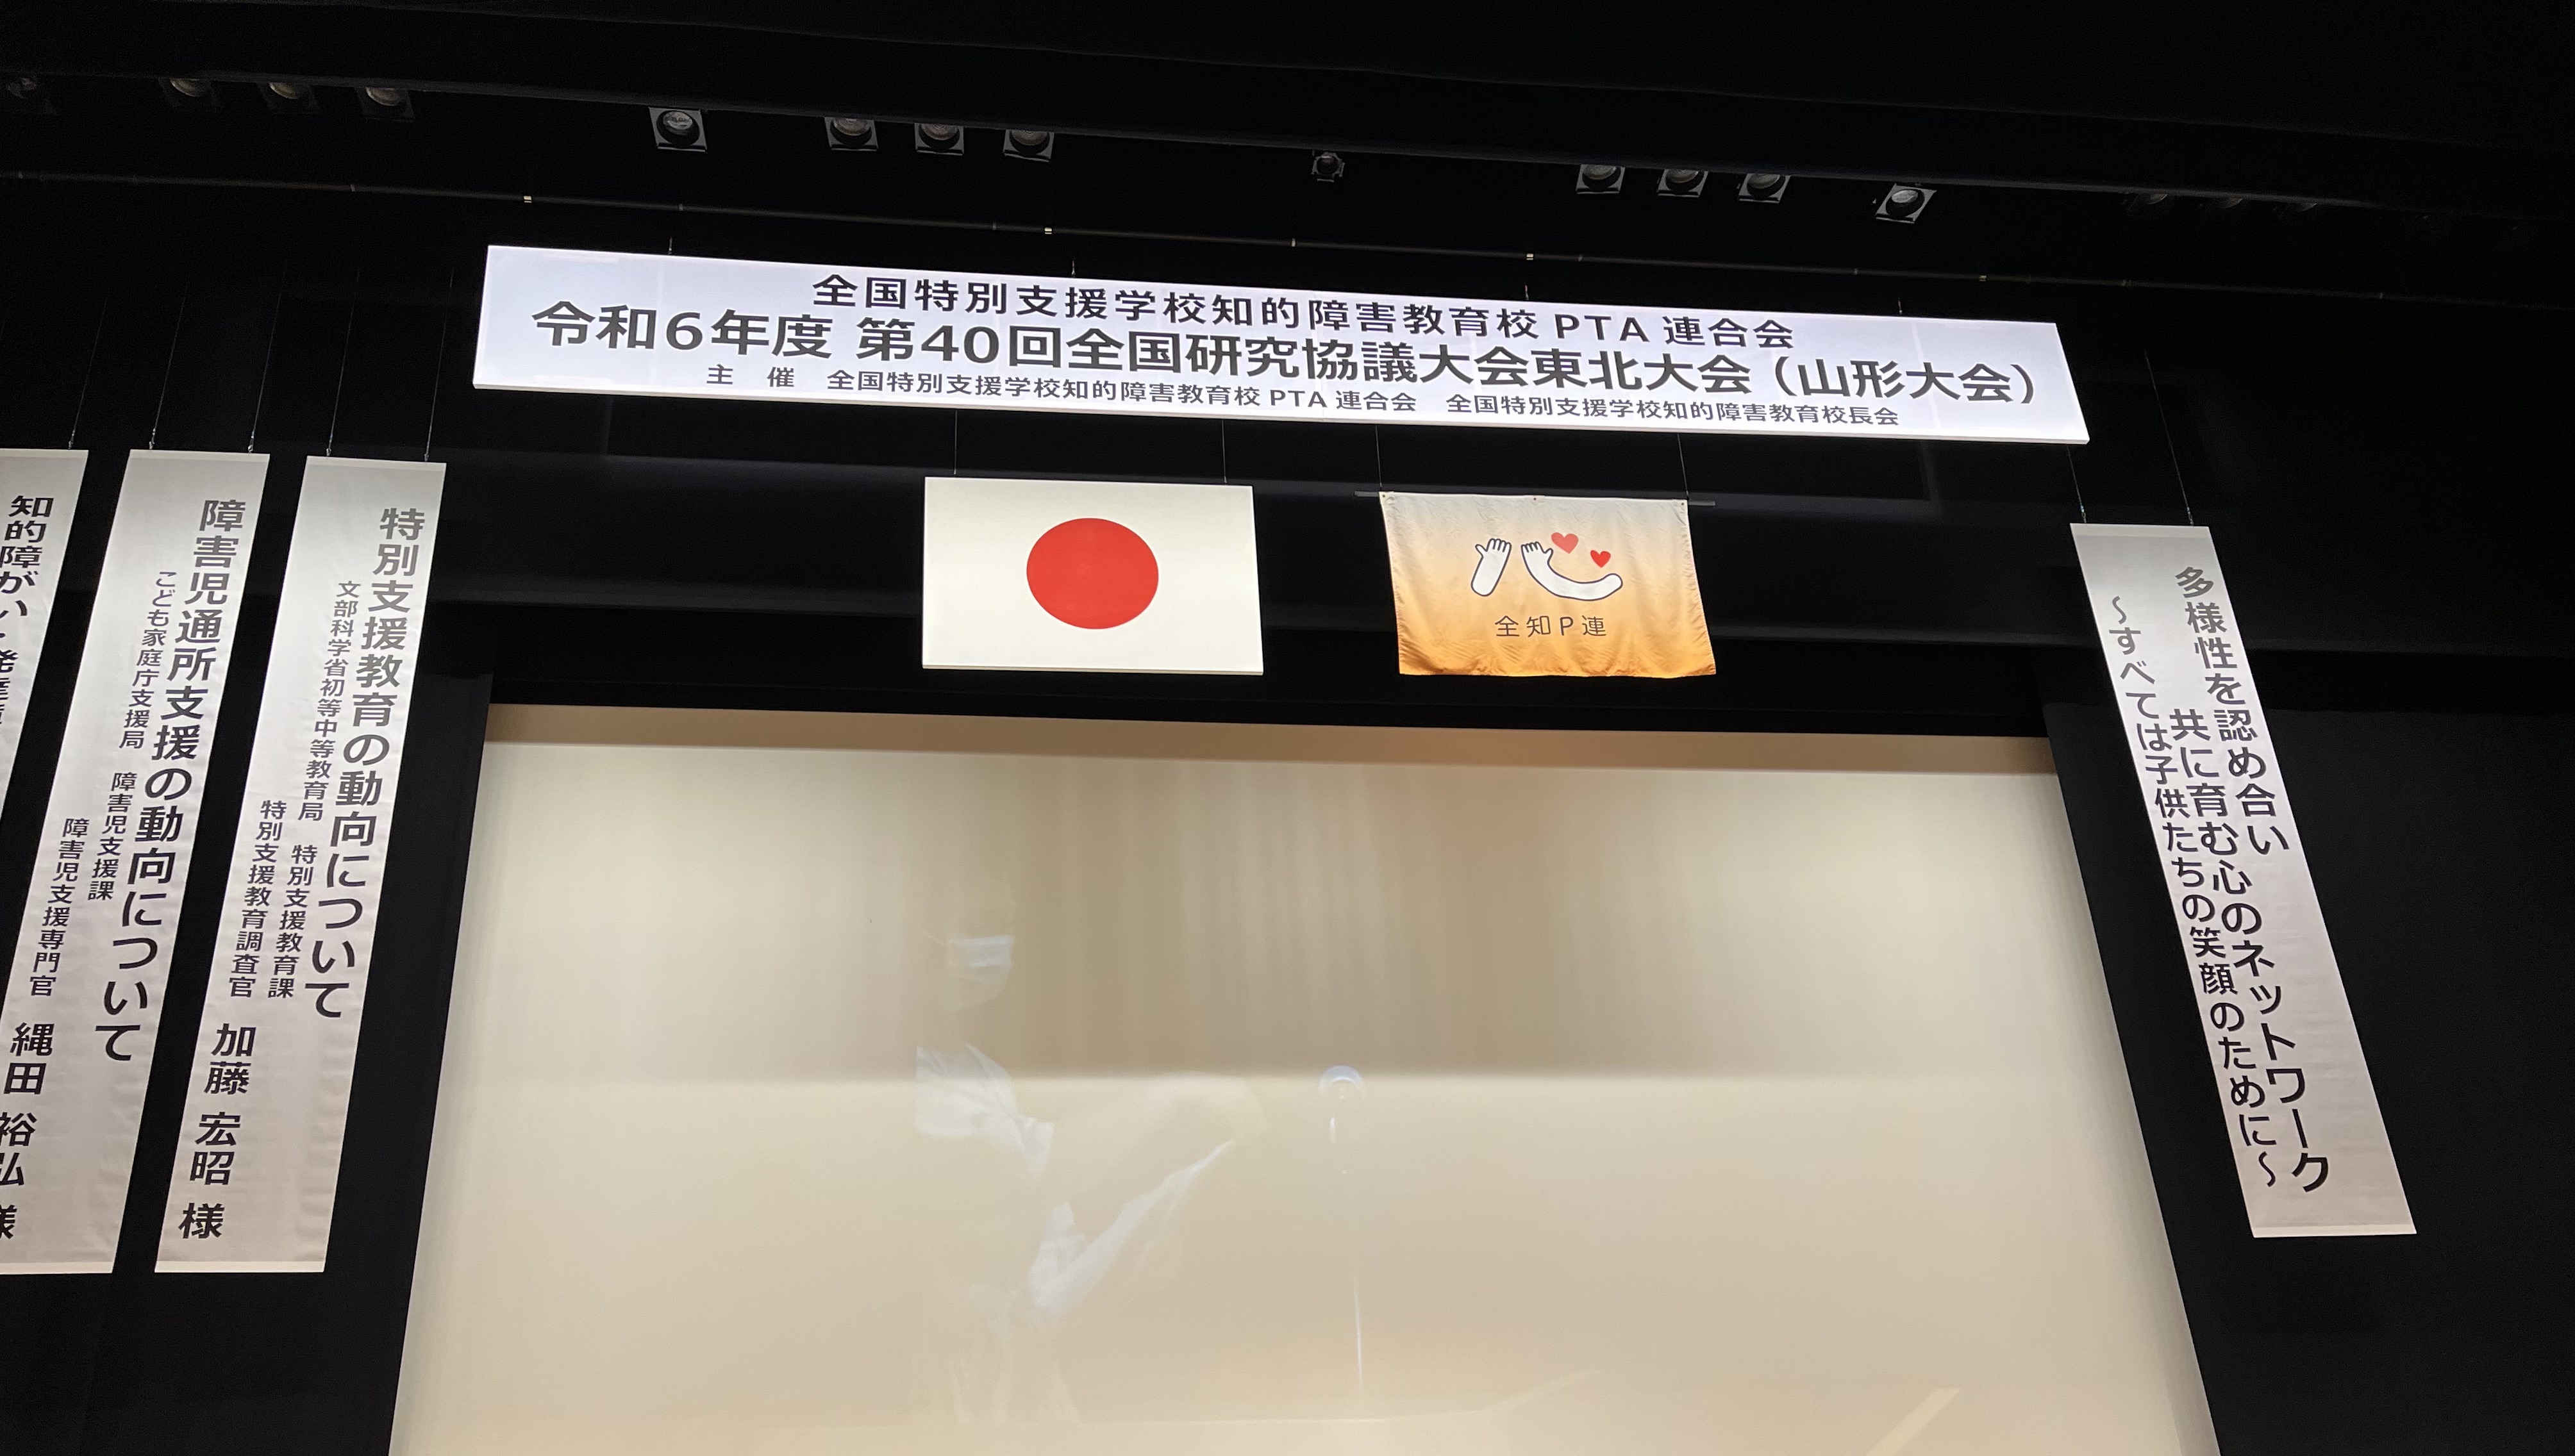 全国特別支援学校知的障害教育校 PTA 連合会
令和6年度 第40回全国研究協議大会東北大会（山形大会）
主 催 全国特別支援学校知的障害教育校 PTA 連合会 全国特別支援学校知的障害教育校長会
全知P連
多様性を認め合い
共に育む心のネットワーク
～すべては子供たちの笑顔のために～
特別支援教育の動向について
文部科学省初等中等教育局 特別支援教育課
特別支援教育調査官 加藤 宏昭 様
障害児通所支援の動向について
こども家庭庁支援局 障害児支援課
障害児支援専門官 縄田 裕弘 様
知的障がい・発達